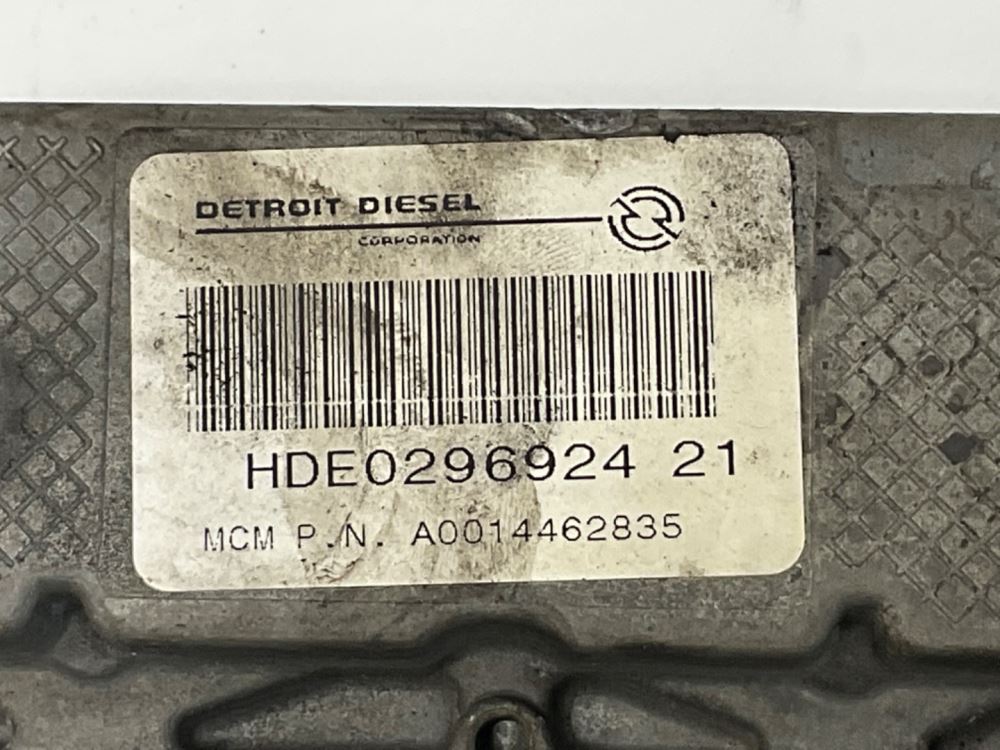 DETROIT DIESEL
CORPORATION
HDE0296924 21
MCM P.N. A0014462835